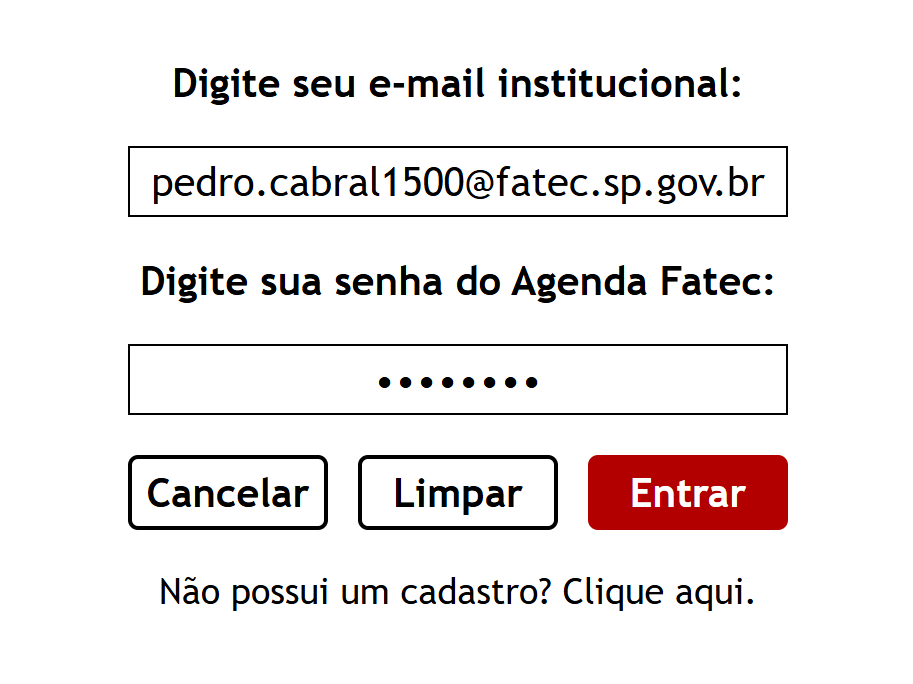 Digite seu e-mail institucional:
pedro.cabral1500@fatec.sp.gov.br
Digite sua senha do Agenda Fatec:
••••••••
Cancelar
Limpar
Entrar
Não possui um cadastro? Clique aqui.